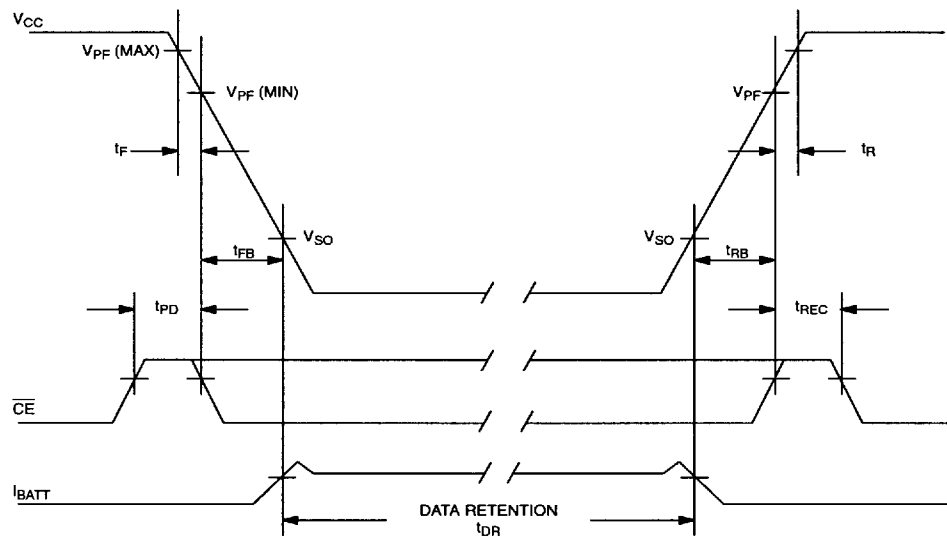 VCC
VPF (MAX)
VPF (MIN)
VPF
tF
tR
VSO
VSO
tFB
tRB
tPD
tREC
CE
IBATT
DATA RETENTION
tDR